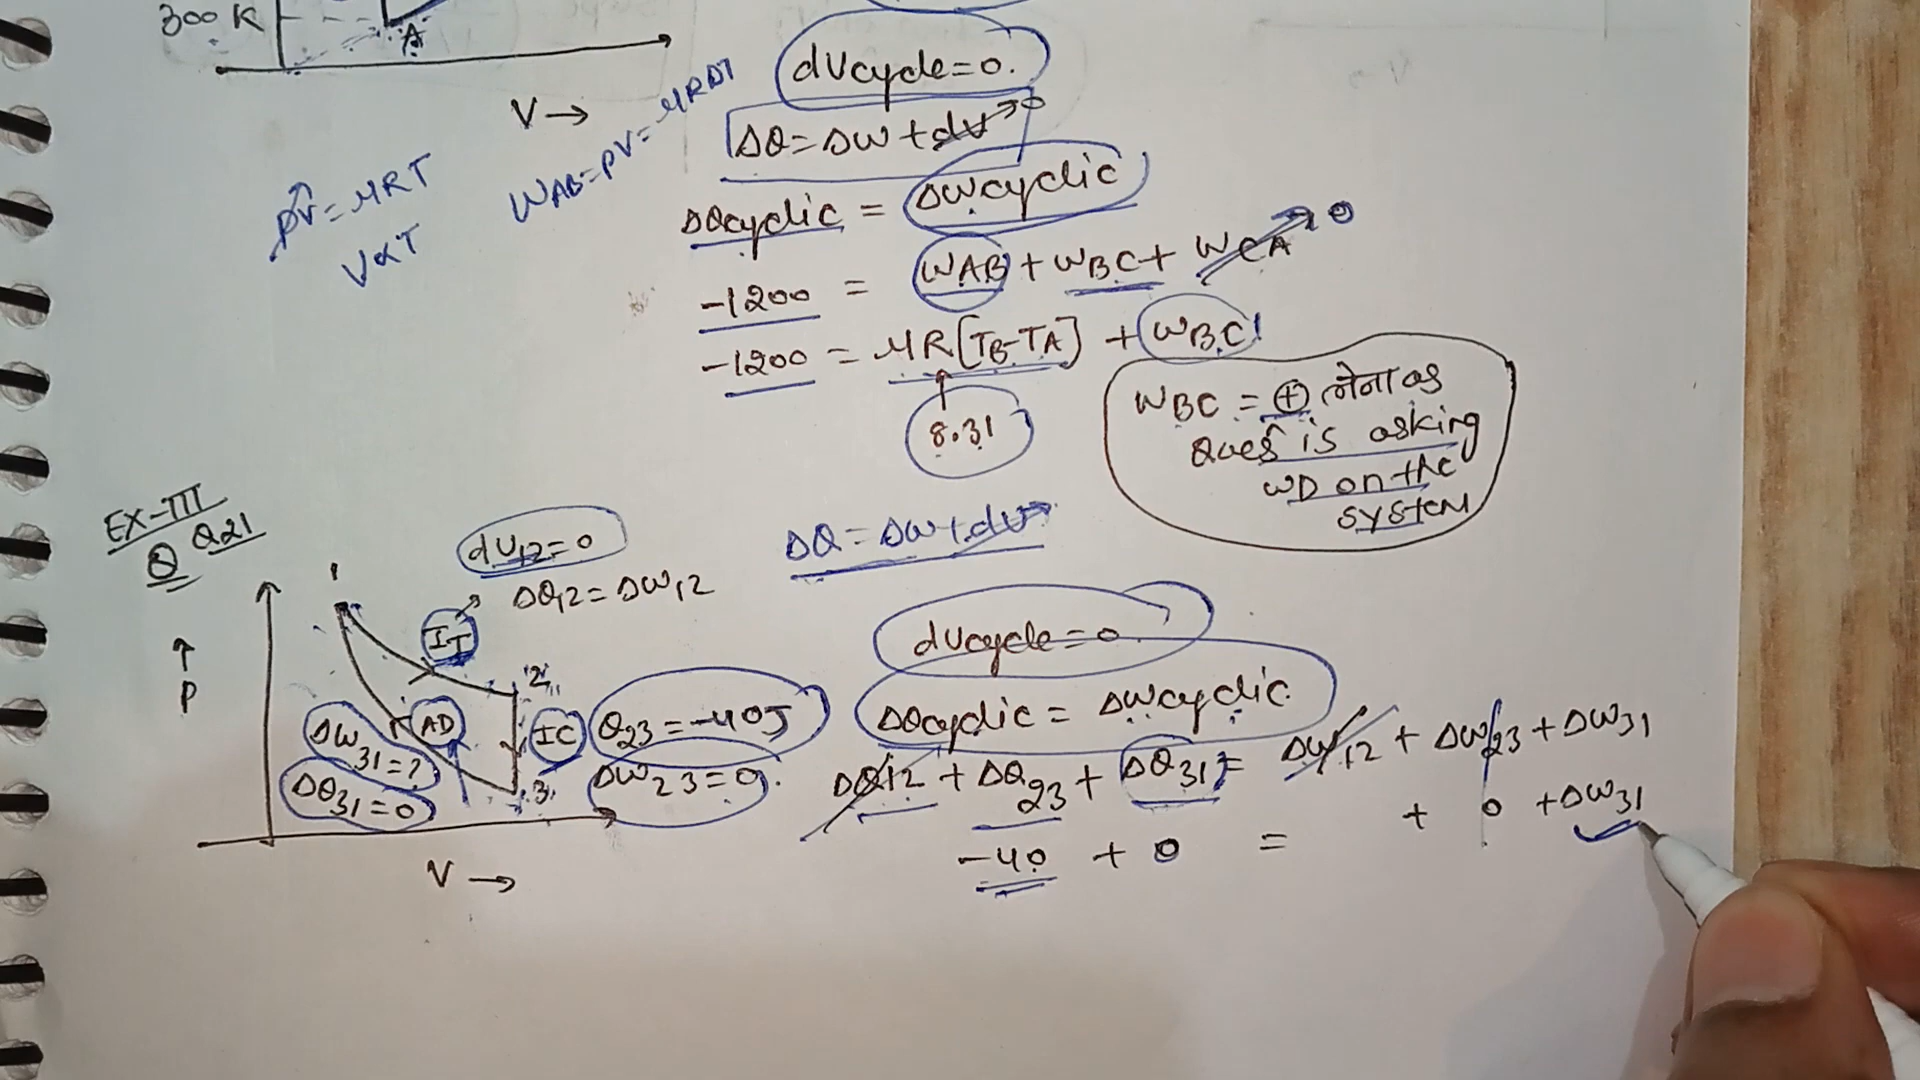 300 K
A
V →
dUcycle=0.
ΔQ=ΔW+dU→0
PV=μRT
V∝T
WAB=PV=μRΔT
ΔQcyclic = ΔWcyclic
-1200 = WAB + WBC + WCA→0
-1200 = μR[TB-TA] + WBC
8.31
WBC = ⊕ लेना as
Ques is asking
WD on the
system
EX-III
Q Q21
dU12=0
ΔQ12=ΔW12
ΔQ=ΔW+dU
1
IT
P
2
AD
IC
3
ΔW31=?
ΔQ31=0
V →
Q23=-40J
ΔW23=0.
dUcycle=0.
ΔQcyclic = ΔWcyclic
ΔQ12 + ΔQ23 + ΔQ31 = ΔW12 + ΔW23 + ΔW31
-40 + 0 = + 0 + ΔW31